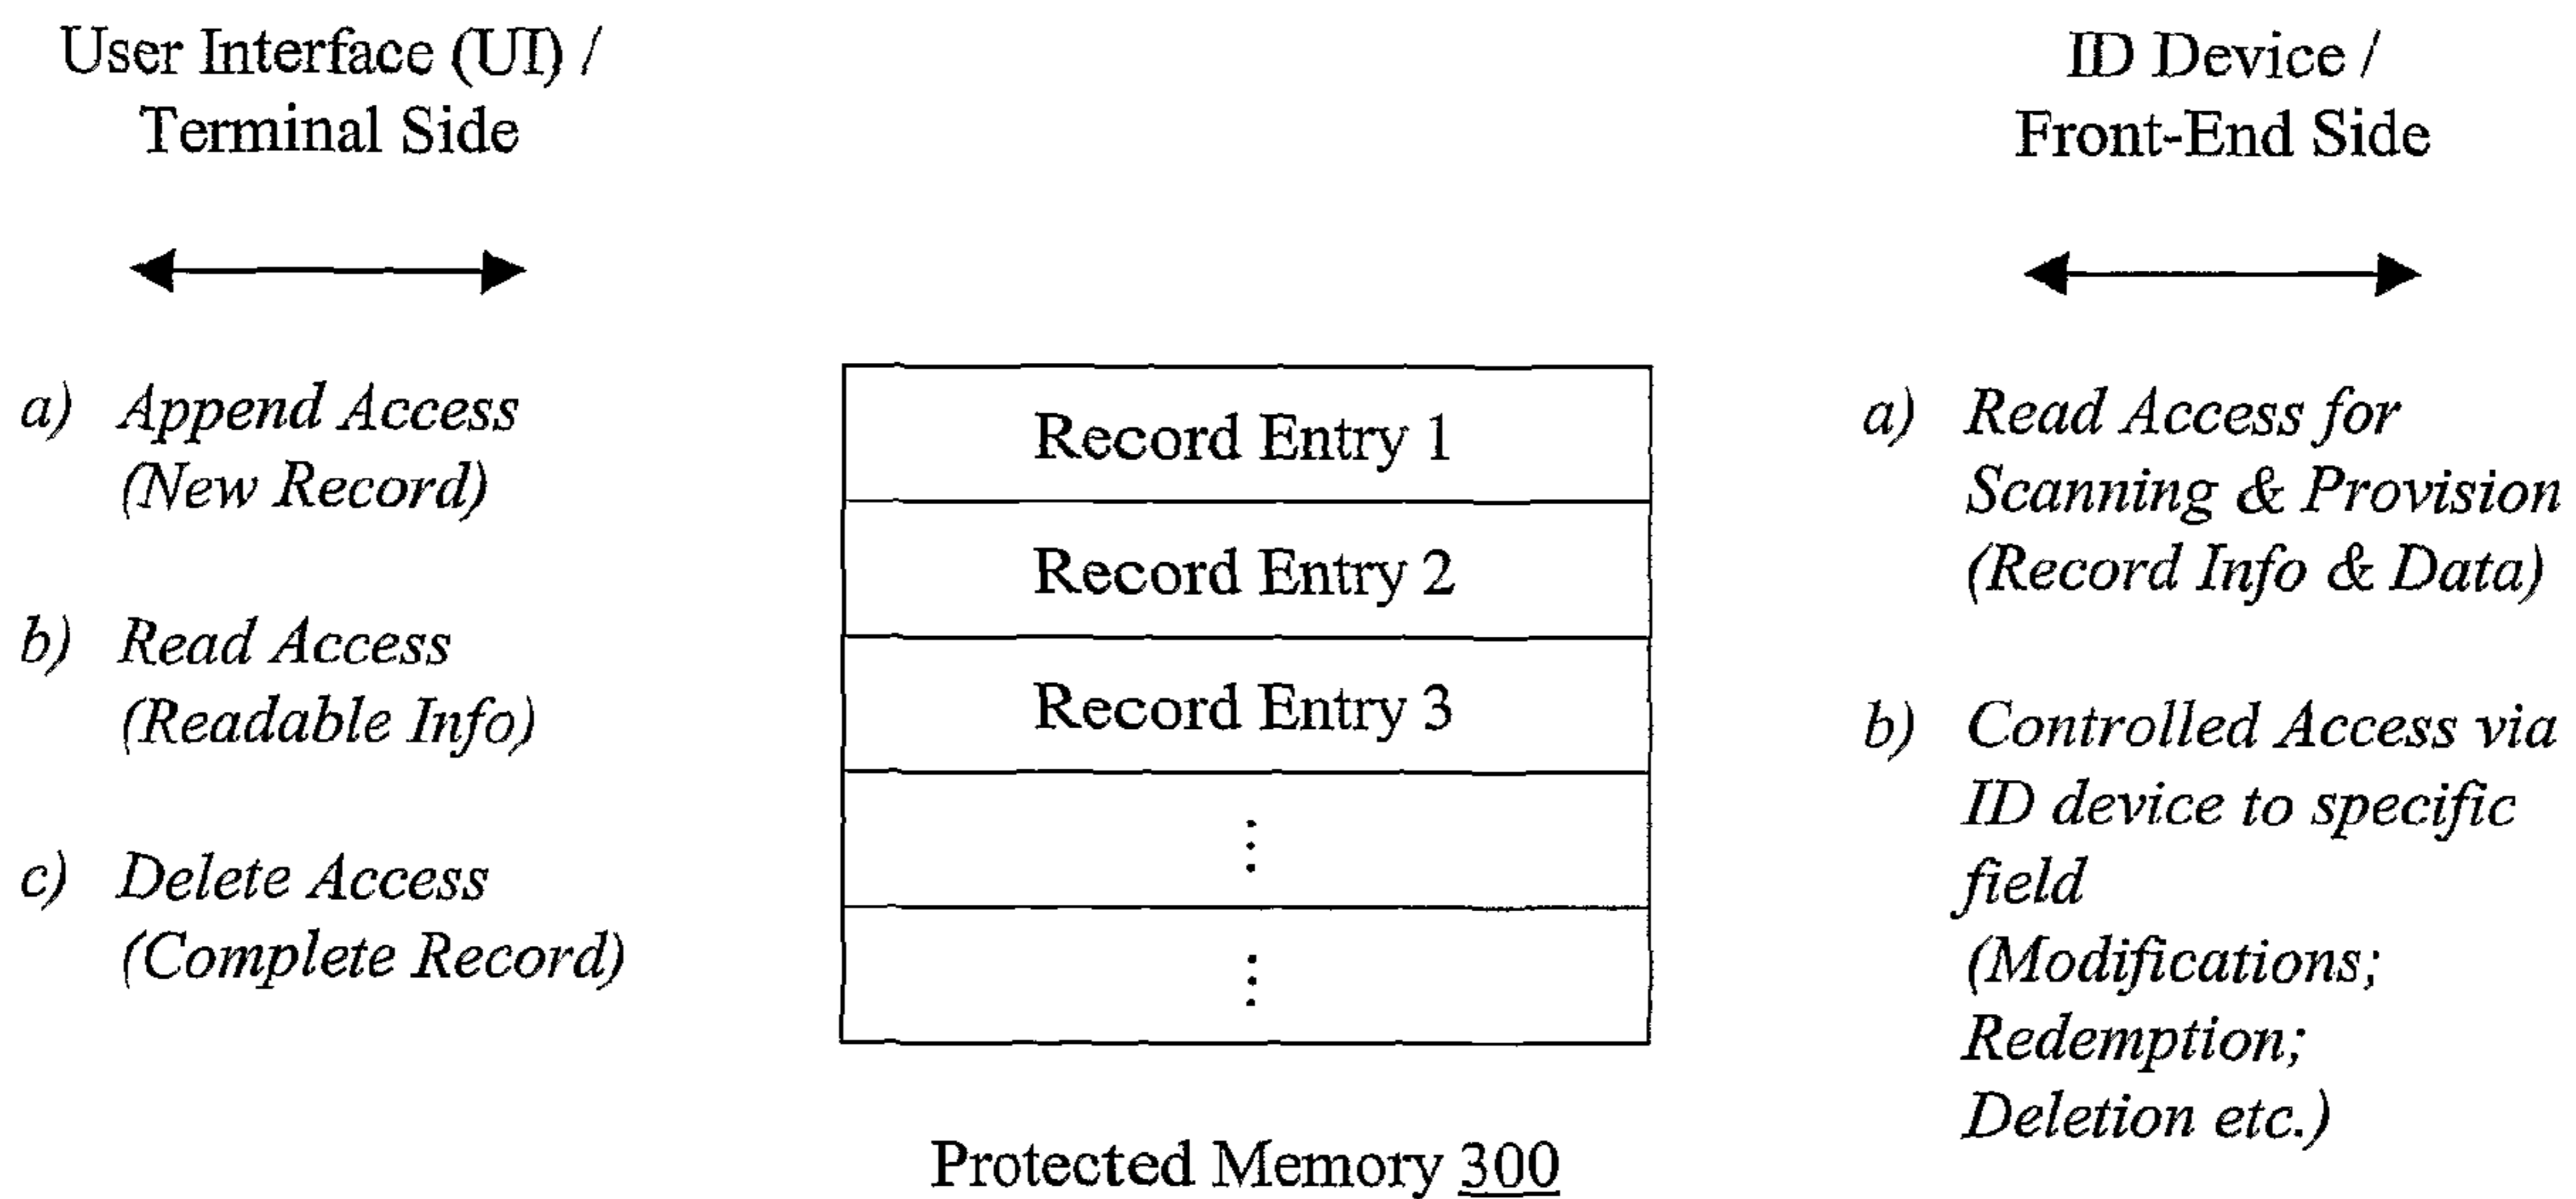 User Interface (UI) /
Terminal Side
a) Append Access
(New Record)
b) Read Access
(Readable Info)
c) Delete Access
(Complete Record)
Record Entry 1
Record Entry 2
Record Entry 3
⋮
⋮
Protected Memory 300
ID Device /
Front-End Side
a) Read Access for
Scanning & Provision
(Record Info & Data)
b) Controlled Access via
ID device to specific
field
(Modifications;
Redemption;
Deletion etc.)